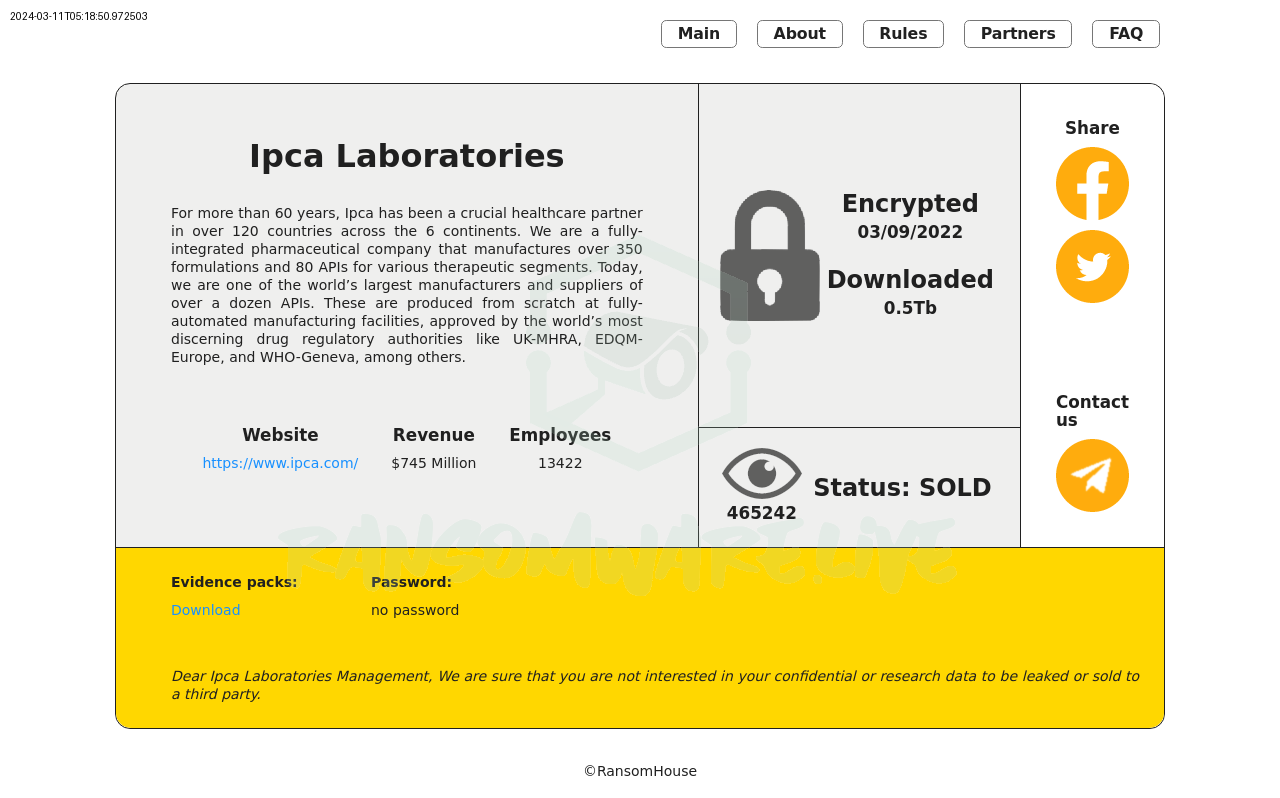 2024-03-11T05:18:50.972503
Main
About
Rules
Partners
FAQ
Ipca Laboratories
For more than 60 years, Ipca has been a crucial healthcare partner
in over 120 countries across the 6 continents. We are a fully-
integrated pharmaceutical company that manufactures over 350
formulations and 80 APIs for various therapeutic segments. Today,
we are one of the world’s largest manufacturers and suppliers of
over a dozen APIs. These are produced from scratch at fully-
automated manufacturing facilities, approved by the world’s most
discerning drug regulatory authorities like UK-MHRA, EDQM-
Europe, and WHO-Geneva, among others.
Website
https://www.ipca.com/
Revenue
$745 Million
Employees
13422
Encrypted
03/09/2022
Downloaded
0.5Tb
465242
Status: SOLD
Share
Contact
us
RANSOMWARE.LIVE
Evidence packs:
Download
Password:
no password
Dear Ipca Laboratories Management, We are sure that you are not interested in your confidential or research data to be leaked or sold to
a third party.
©RansomHouse